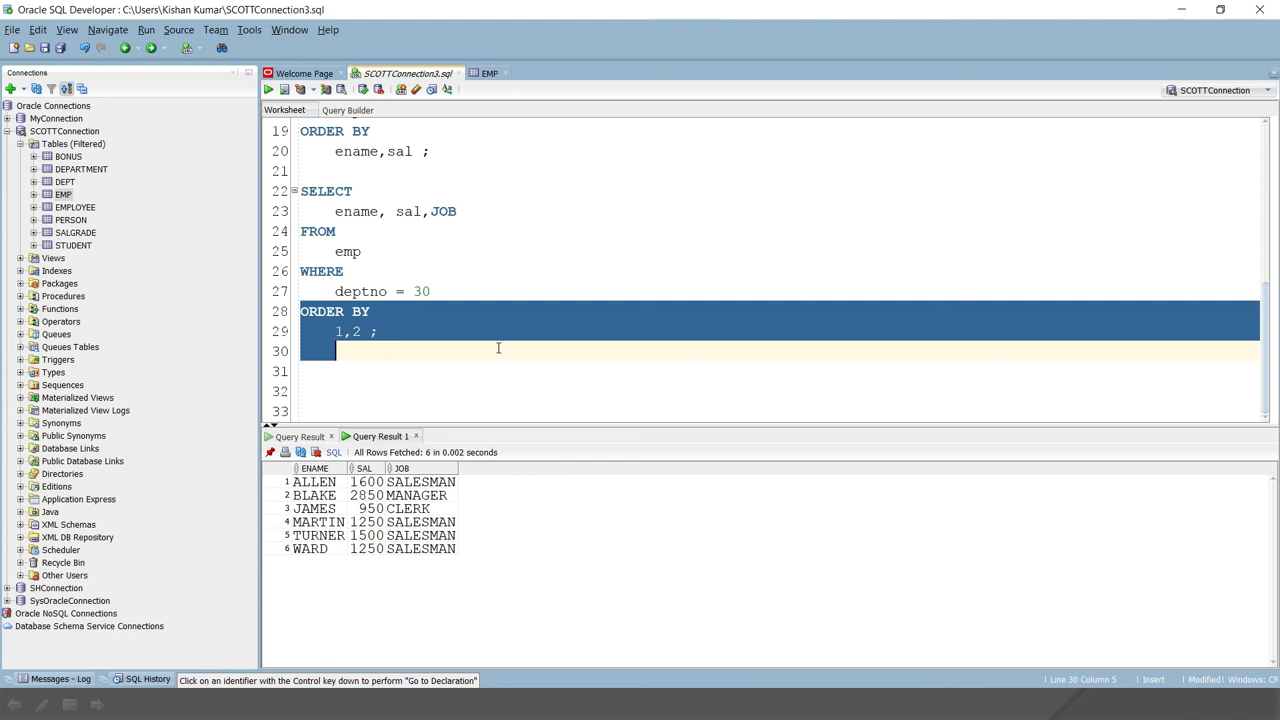 Oracle SQL Developer : C:\Users\Kishan Kumar\SCOTTConnection3.sql
File Edit View Navigate Run Source Team Tools Window Help
Connections
Welcome Page SCOTTConnection3.sql EMP
SCOTTConnection
Worksheet Query Builder
Oracle Connections
MyConnection
SCOTTConnection
Tables (Filtered)
BONUS
DEPARTMENT
DEPT
EMP
EMPLOYEE
PERSON
SALGRADE
STUDENT
Views
Indexes
Packages
Procedures
Functions
Operators
Queues
Queues Tables
Triggers
Types
Sequences
Materialized Views
Materialized View Logs
Synonyms
Public Synonyms
Database Links
Public Database Links
Directories
Editions
Application Express
Java
XML Schemas
XML DB Repository
Scheduler
Recycle Bin
Other Users
SHConnection
SysOracleConnection
Oracle NoSQL Connections
Database Schema Service Connections
19 ORDER BY
20 ename,sal ;
21
22 SELECT
23 ename, sal,JOB
24 FROM
25 emp
26 WHERE
27 deptno = 30
28 ORDER BY
29 1,2 ;
30
31
32
33
Query Result Query Result 1
SQL All Rows Fetched: 6 in 0.002 seconds
ENAME SAL JOB
1 ALLEN 1600 SALESMAN
2 BLAKE 2850 MANAGER
3 JAMES 950 CLERK
4 MARTIN 1250 SALESMAN
5 TURNER 1500 SALESMAN
6 WARD 1250 SALESMAN
Messages - Log SQL History Click on an identifier with the Control key down to perform "Go to Declaration"
Line 30 Column 5 Insert Modified Windows: CR